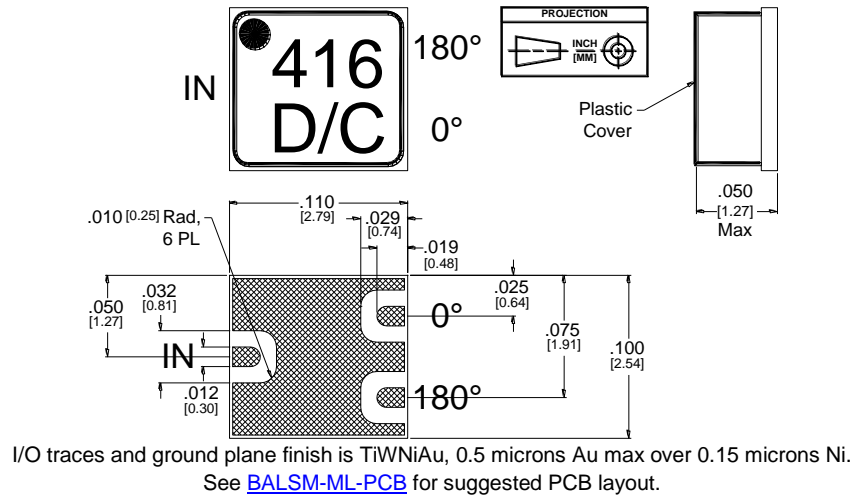 PROJECTION
INCH
[MM]
416
D/C
IN
180°
0°
Plastic
Cover
.050
[1.27]
Max
.110
[2.79]
.010 [0.25] Rad,
6 PL
.029
[0.74]
.019
[0.48]
.032
[0.81]
.050
[1.27]
IN
.012
[0.30]
0°
180°
.025
[0.64]
.075
[1.91]
.100
[2.54]
I/O traces and ground plane finish is TiWNiAu, 0.5 microns Au max over 0.15 microns Ni.
See BALSM-ML-PCB for suggested PCB layout.